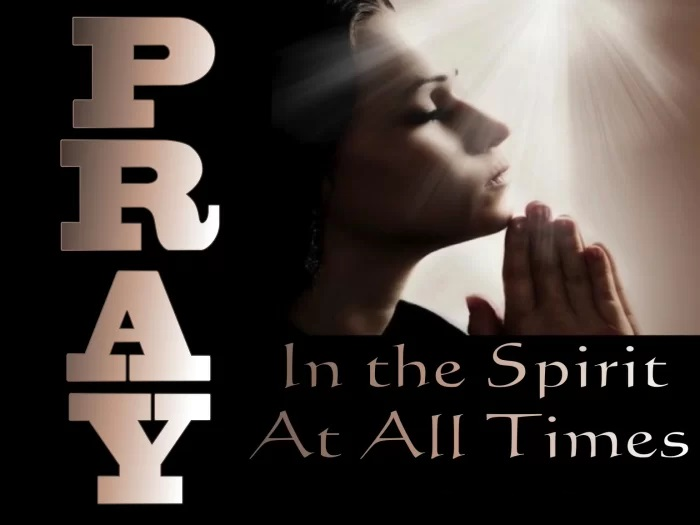 PRAY
In the Spirit
At All Times